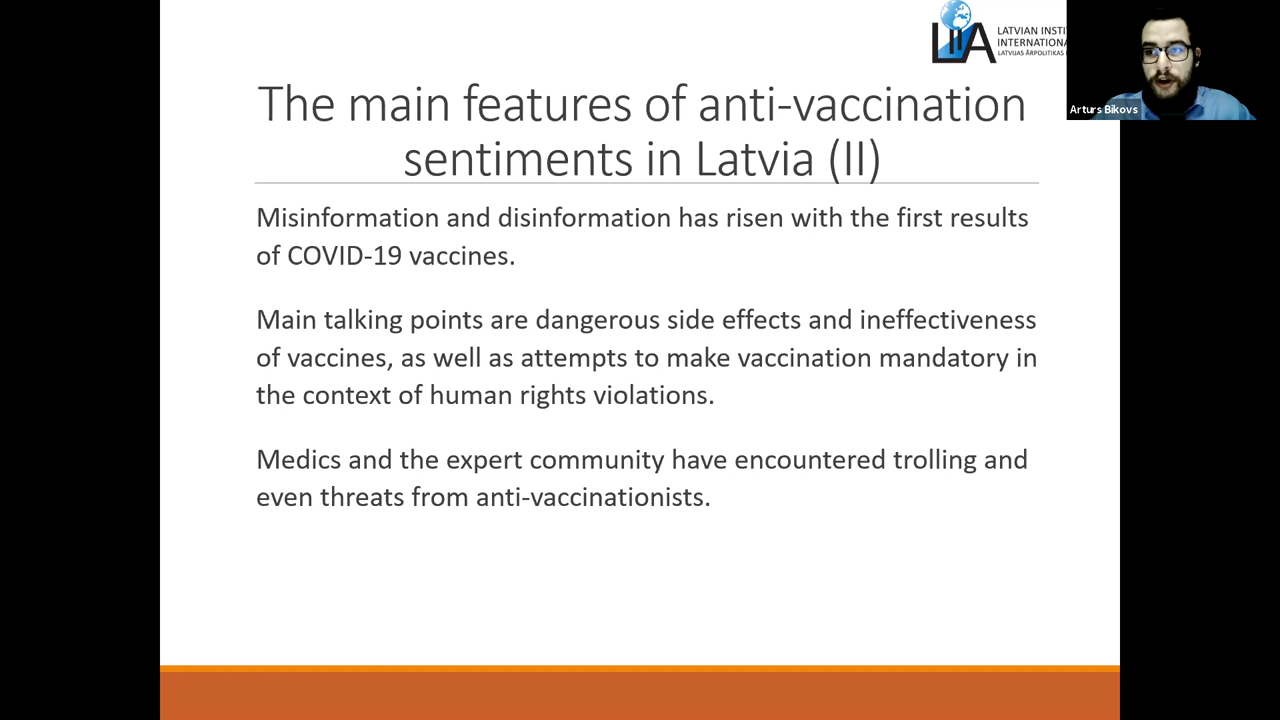 LIIA
LATVIAN INSTI
INTERNATIONA
LATVIJAS ĀRPOLITIKAS
Arturs Bikovs
The main features of anti-vaccination
sentiments in Latvia (II)
Misinformation and disinformation has risen with the first results
of COVID-19 vaccines.
Main talking points are dangerous side effects and ineffectiveness
of vaccines, as well as attempts to make vaccination mandatory in
the context of human rights violations.
Medics and the expert community have encountered trolling and
even threats from anti-vaccinationists.